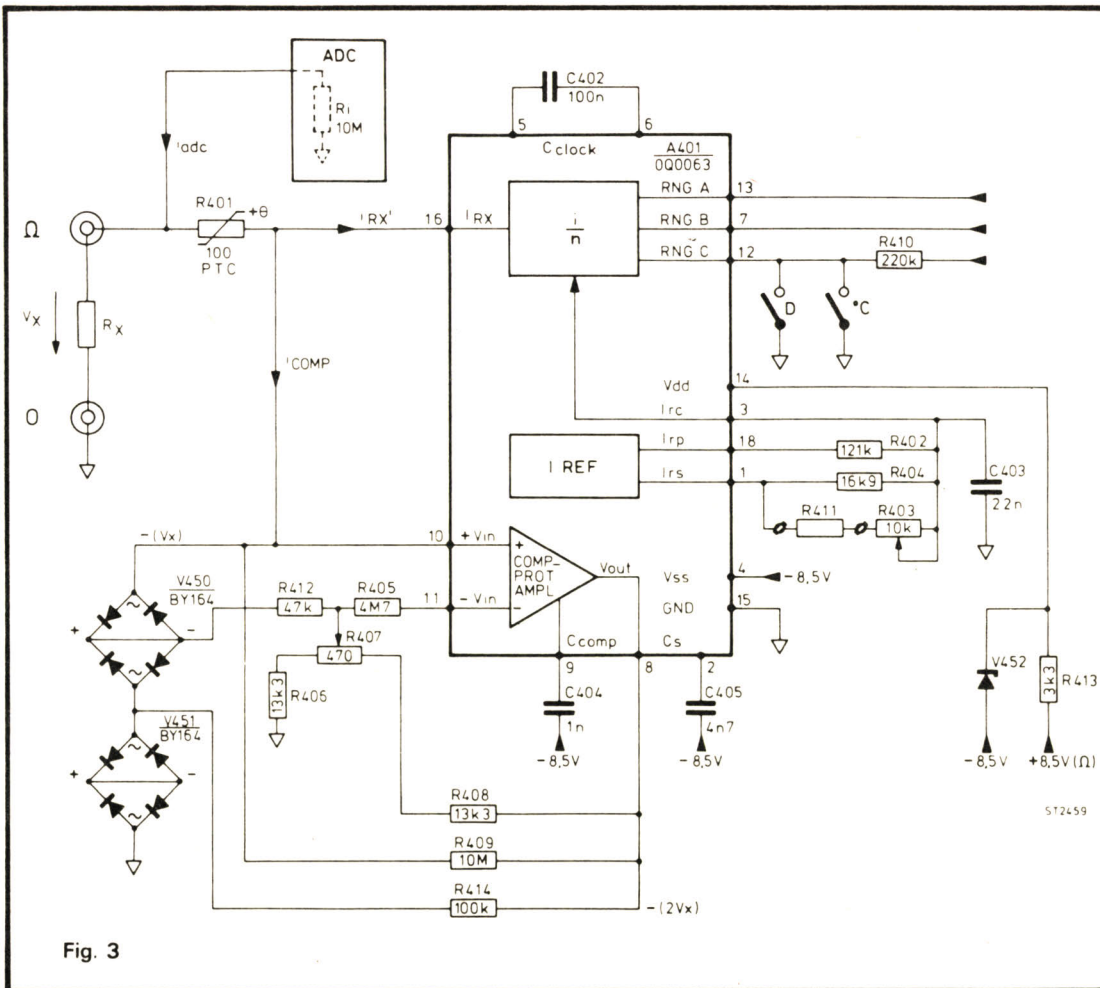 ADC
Ri
10M
C402
100n
5
6
Cclock
A401
0Q0063
Iadc
R401
+θ
100
PTC
'RX'
16
IRX
i
n
RNG A
13
RNG B
7
RNG C
12
R410
220k
Ω
Vx
Rx
O
D
°C
ICOMP
Vdd
14
Irc
3
Irp
18
R402
121k
I REF
Irs
1
R404
16k9
C403
22n
R411
R403
10k
-(Vx)
10
+Vin
+
COMP-
PROT
AMPL
Vout
Vss
4
-8,5V
GND
15
V450
BY164
R412
47k
R405
4M7
11
-Vin
-
R407
470
R406
13k3
Ccomp
Cs
9
8
2
C404
1n
-8,5V
C405
4n7
-8,5V
V452
R413
3k3
-8,5V
+8,5V(Ω)
~
+
-
~
V451
BY164
~
+
-
~
R408
13k3
R409
10M
R414
100k
-(2Vx)
ST2459
Fig. 3